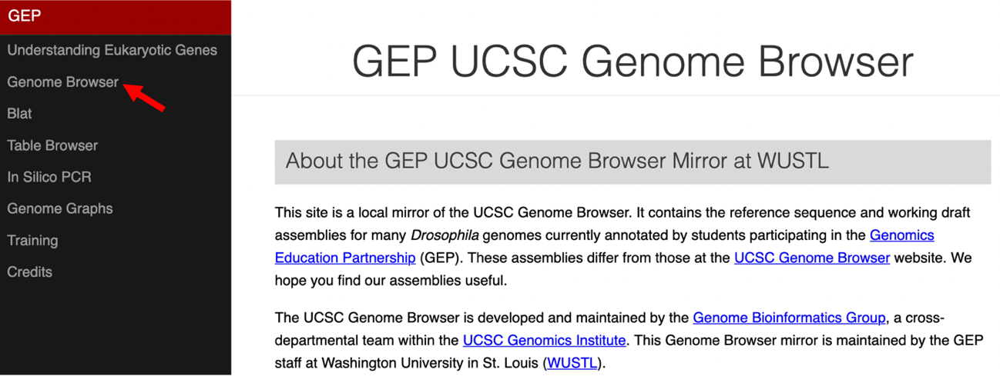 GEP
Understanding Eukaryotic Genes
Genome Browser
Blat
Table Browser
In Silico PCR
Genome Graphs
Training
Credits
GEP UCSC Genome Browser
About the GEP UCSC Genome Browser Mirror at WUSTL
This site is a local mirror of the UCSC Genome Browser. It contains the reference sequence and working draft
assemblies for many Drosophila genomes currently annotated by students participating in the Genomics
Education Partnership (GEP). These assemblies differ from those at the UCSC Genome Browser website. We
hope you find our assemblies useful.
The UCSC Genome Browser is developed and maintained by the Genome Bioinformatics Group, a cross-
departmental team within the UCSC Genomics Institute. This Genome Browser mirror is maintained by the GEP
staff at Washington University in St. Louis (WUSTL).